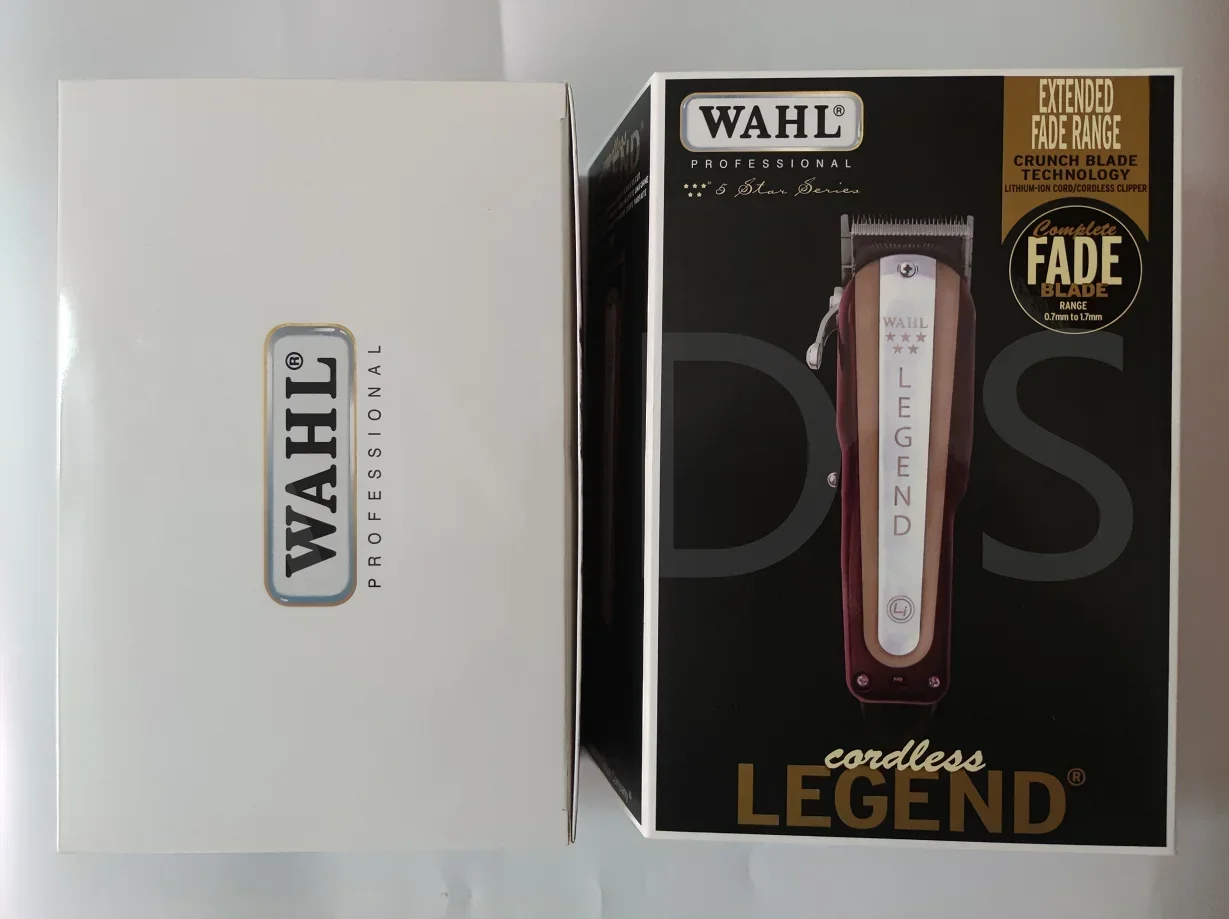 WAHL®
PROFESSIONAL
WAHL®
PROFESSIONAL
5 Star Series
EXTENDED
FADE RANGE
CRUNCH BLADE
TECHNOLOGY
LITHIUM-ION CORD/CORDLESS CLIPPER
Complete
FADE
BLADE
RANGE
0.7mm to 1.7mm
WAHL
LEGEND
Li
D S
cordless
LEGEND®